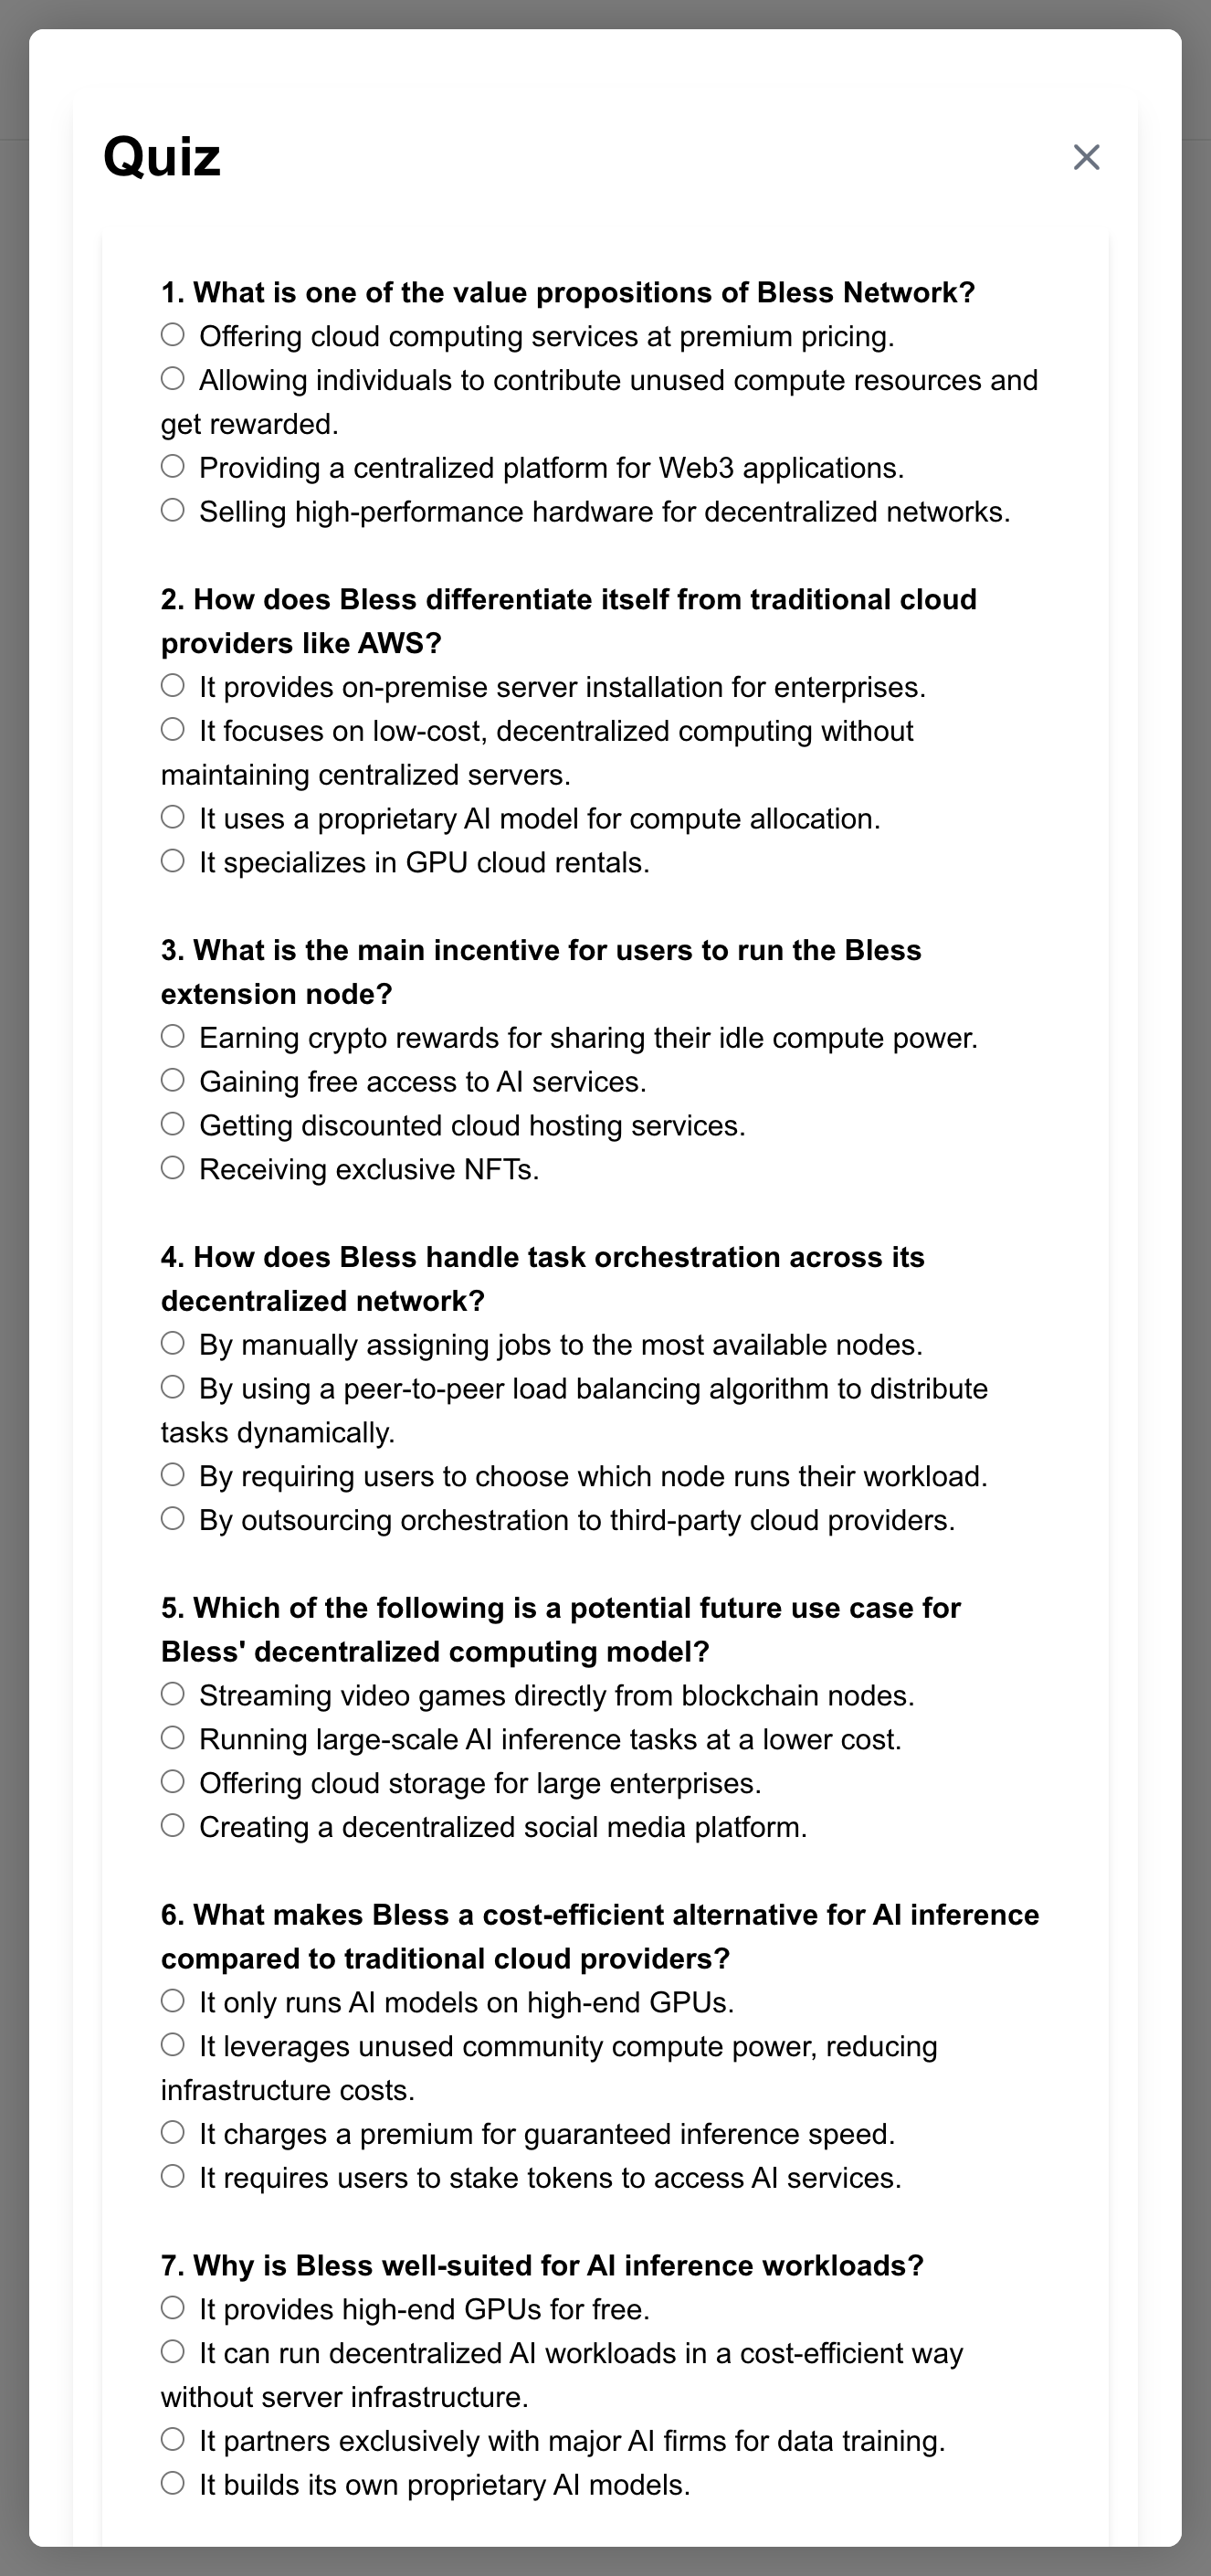 Quiz
1. What is one of the value propositions of Bless Network?
Offering cloud computing services at premium pricing.
Allowing individuals to contribute unused compute resources and
get rewarded.
Providing a centralized platform for Web3 applications.
Selling high-performance hardware for decentralized networks.
2. How does Bless differentiate itself from traditional cloud
providers like AWS?
It provides on-premise server installation for enterprises.
It focuses on low-cost, decentralized computing without
maintaining centralized servers.
It uses a proprietary AI model for compute allocation.
It specializes in GPU cloud rentals.
3. What is the main incentive for users to run the Bless
extension node?
Earning crypto rewards for sharing their idle compute power.
Gaining free access to AI services.
Getting discounted cloud hosting services.
Receiving exclusive NFTs.
4. How does Bless handle task orchestration across its
decentralized network?
By manually assigning jobs to the most available nodes.
By using a peer-to-peer load balancing algorithm to distribute
tasks dynamically.
By requiring users to choose which node runs their workload.
By outsourcing orchestration to third-party cloud providers.
5. Which of the following is a potential future use case for
Bless' decentralized computing model?
Streaming video games directly from blockchain nodes.
Running large-scale AI inference tasks at a lower cost.
Offering cloud storage for large enterprises.
Creating a decentralized social media platform.
6. What makes Bless a cost-efficient alternative for AI inference
compared to traditional cloud providers?
It only runs AI models on high-end GPUs.
It leverages unused community compute power, reducing
infrastructure costs.
It charges a premium for guaranteed inference speed.
It requires users to stake tokens to access AI services.
7. Why is Bless well-suited for AI inference workloads?
It provides high-end GPUs for free.
It can run decentralized AI workloads in a cost-efficient way
without server infrastructure.
It partners exclusively with major AI firms for data training.
It builds its own proprietary AI models.